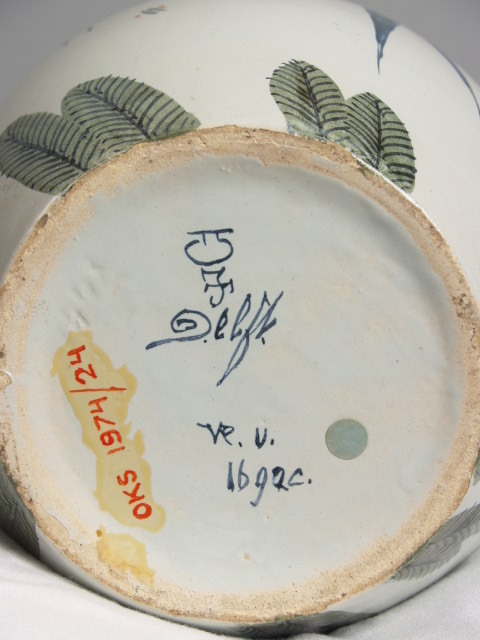 Delft.
ve. u.
1692c.
OKS 1974/24